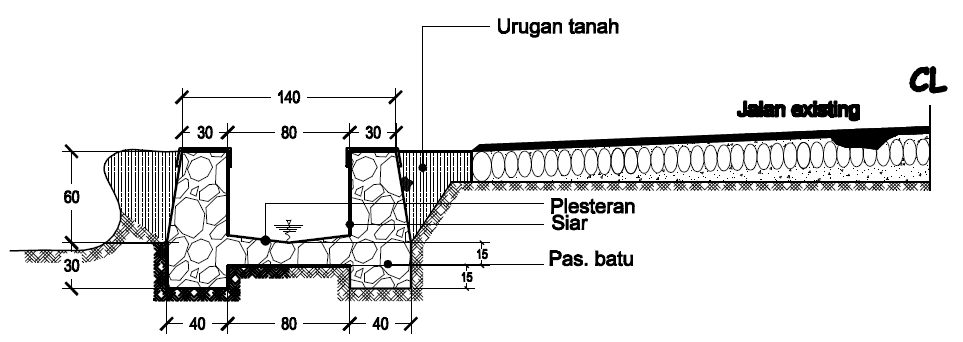 Urugan tanah
CL
140
Jalan existing
30 80 30
60
Plesteran
Siar
15
Pas. batu
30
15
40 80 40